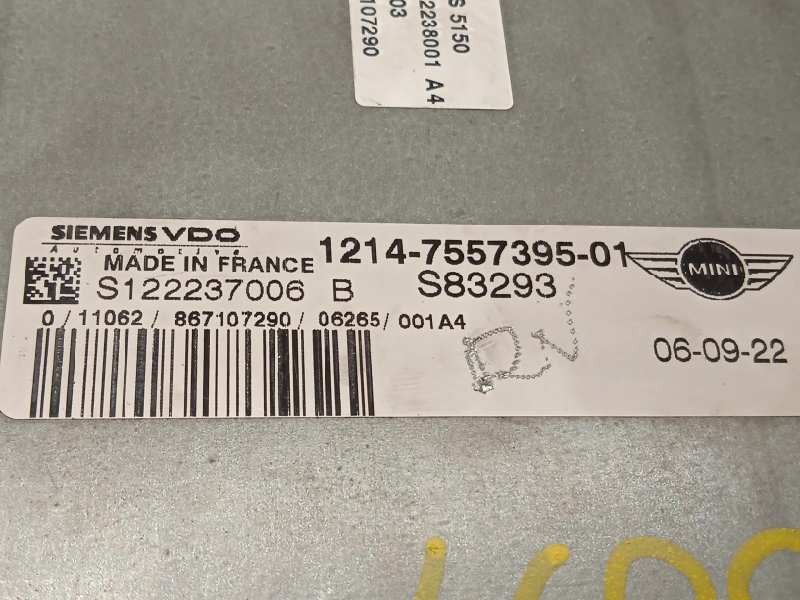 S 5150
22238001 A4
03
107290
SIEMENS VDO
Automotive
MADE IN FRANCE
1214-7557395-01
MINI
S122237006 B S83293
0/11062/867107290/06265/001A4
06-09-22